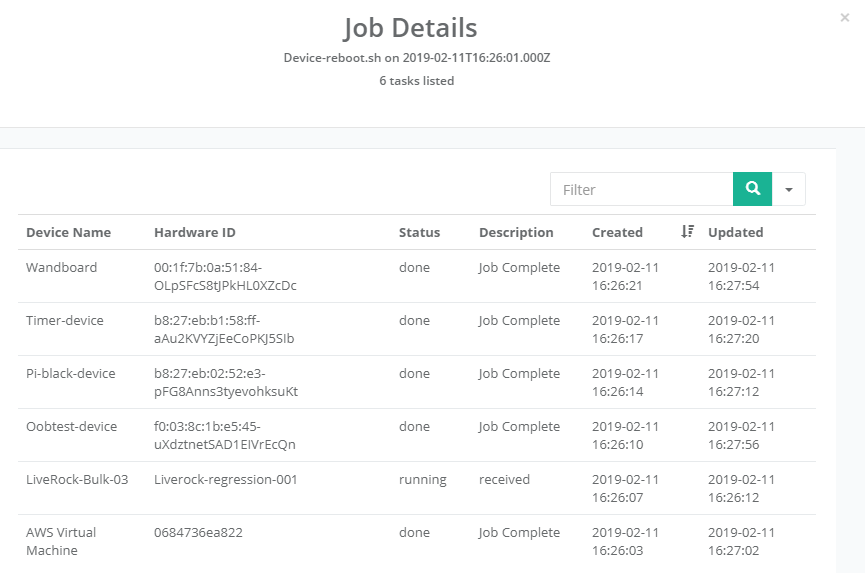 Job Details
×
Device-reboot.sh on 2019-02-11T16:26:01.000Z
6 tasks listed
Filter
Device Name Hardware ID Status Description Created Updated
Wandboard 00:1f:7b:0a:51:84- done Job Complete 2019-02-11 2019-02-11
OLpSFcS8tJPkHL0XZcDc 16:26:21 16:27:54
Timer-device b8:27:eb:b1:58:ff- done Job Complete 2019-02-11 2019-02-11
aAu2KVYZjEeCoPKJ5SIb 16:26:17 16:27:20
Pi-black-device b8:27:eb:02:52:e3- done Job Complete 2019-02-11 2019-02-11
pFG8Anns3tyevohksuKt 16:26:14 16:27:12
Oobtest-device f0:03:8c:1b:e5:45- done Job Complete 2019-02-11 2019-02-11
uXdztnetSAD1EIVrEcQn 16:26:10 16:27:56
LiveRock-Bulk-03 Liverock-regression-001 running received 2019-02-11 2019-02-11
16:26:07 16:26:12
AWS Virtual 0684736ea822 done Job Complete 2019-02-11 2019-02-11
Machine 16:26:03 16:27:02